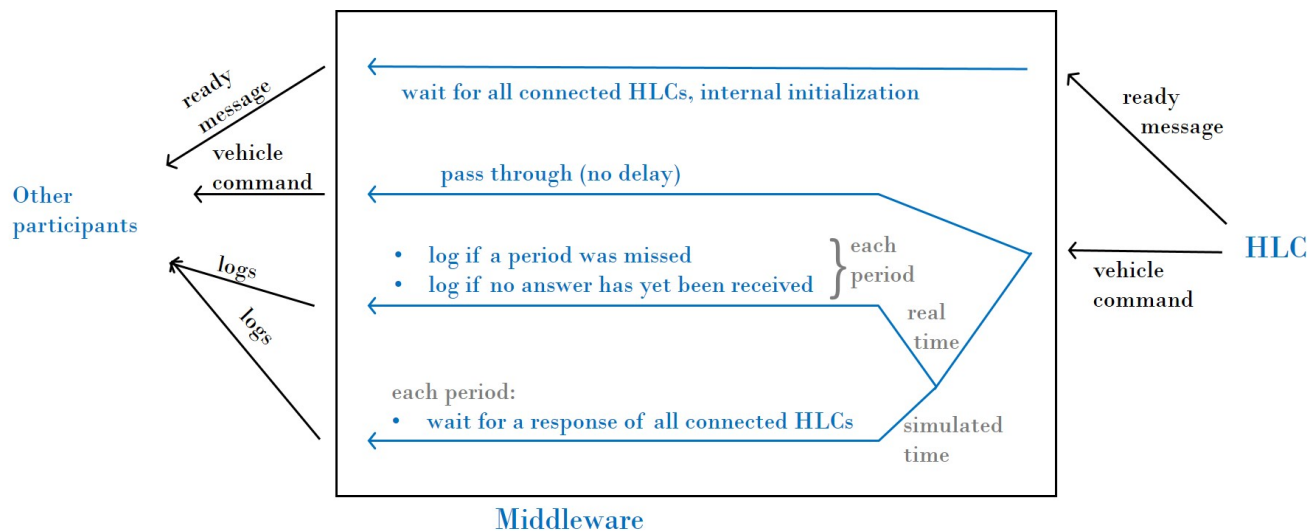 ready
message
wait for all connected HLCs, internal initialization
ready
message
vehicle
command
pass through (no delay)
Other
participants
• log if a period was missed
• log if no answer has yet been received
each
period
HLC
vehicle
command
logs
logs
real
time
each period:
• wait for a response of all connected HLCs
simulated
time
Middleware